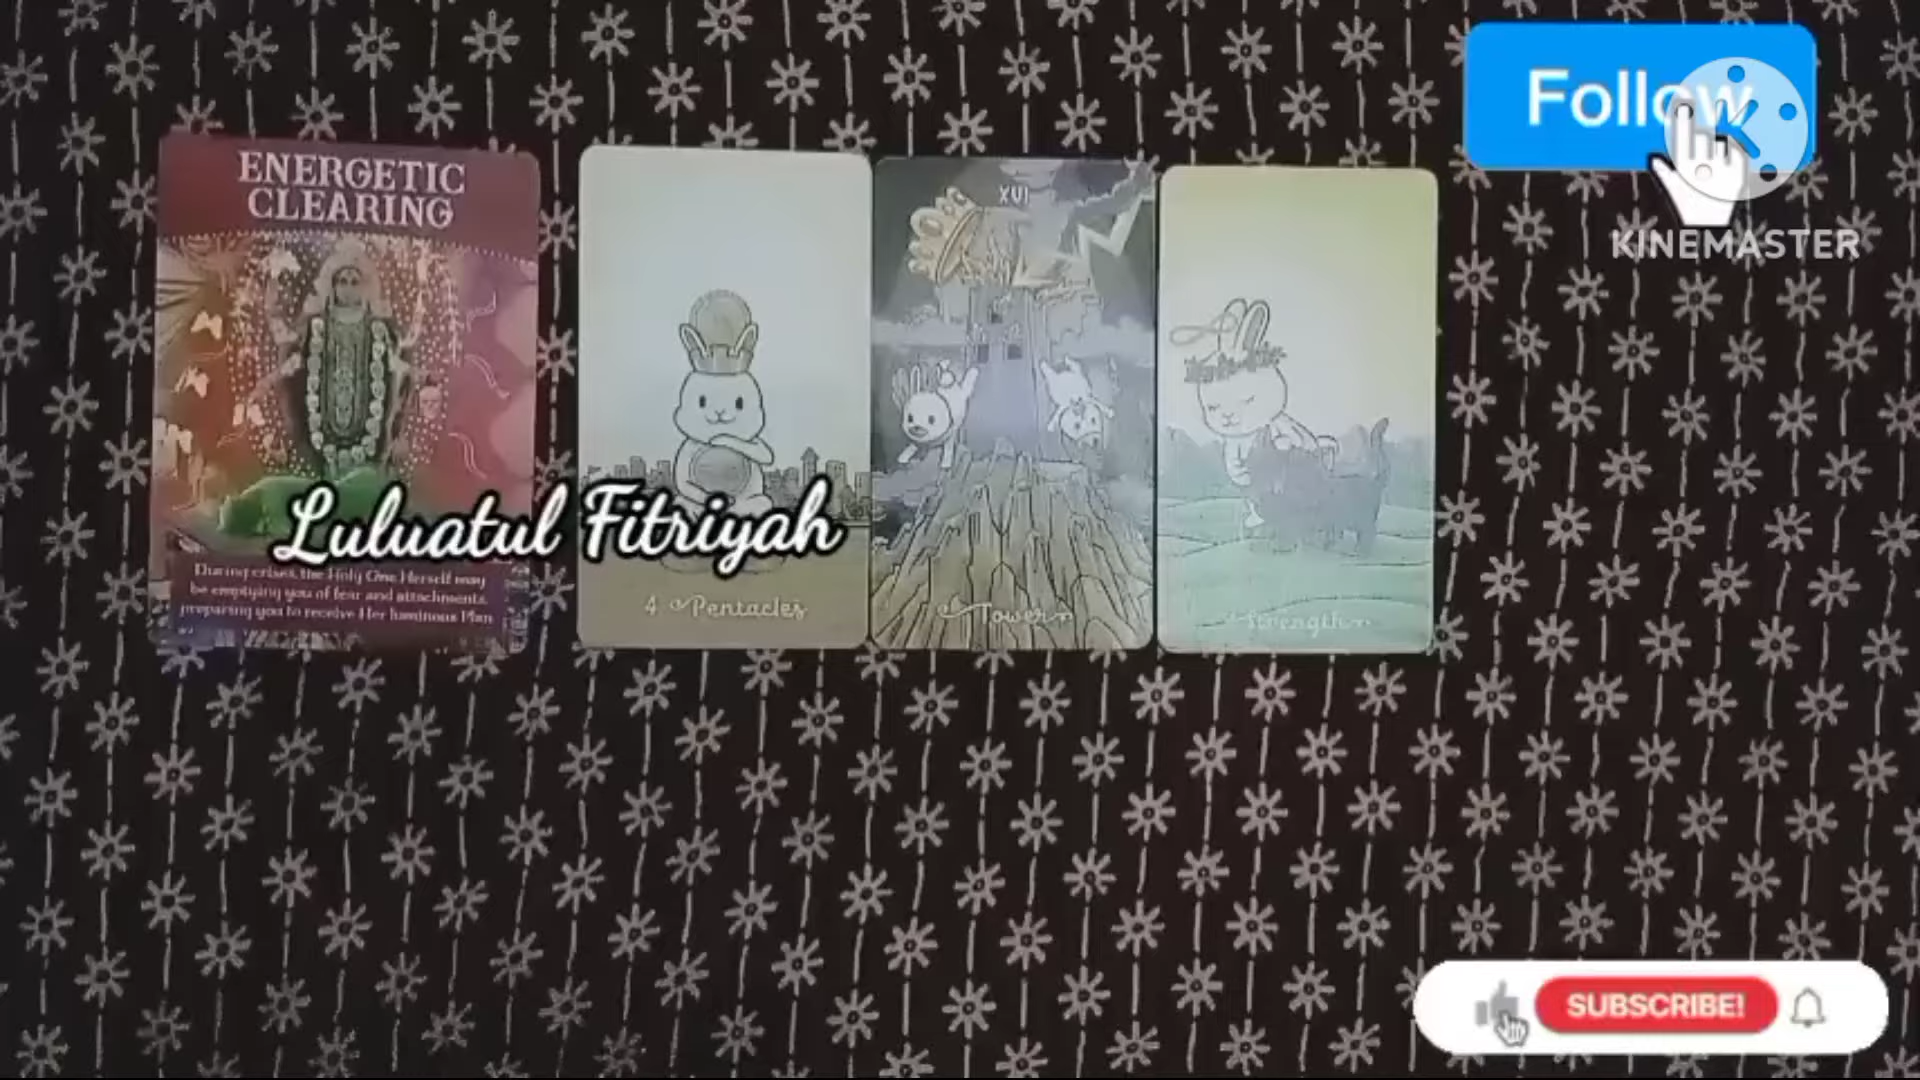 ENERGETIC
CLEARING
During crises, the Holy One Herself may
be emptying you of fear and attachments,
preparing you to receive Her luminous Plan
Luluatul Fitriyah
4 Pentacles
XVI
Tower
Strength
Follow
KINEMASTER
SUBSCRIBE!